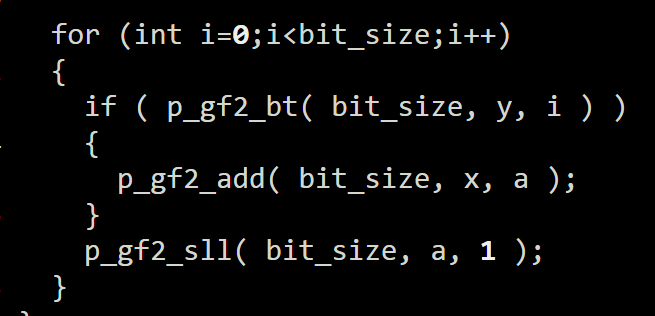 for (int i=0;i<bit_size;i++)
{
if ( p_gf2_bt( bit_size, y, i ) )
{
p_gf2_add( bit_size, x, a );
}
p_gf2_sll( bit_size, a, 1 );
}